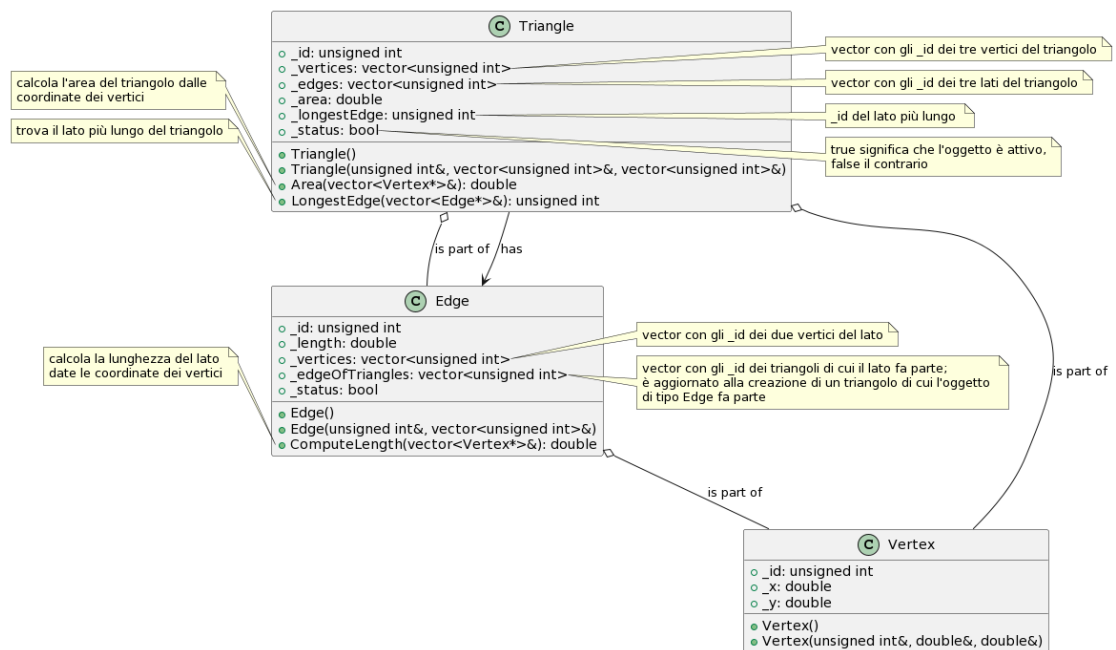 C Triangle
_id: unsigned int
_vertices: vector<unsigned int>
_edges: vector<unsigned int>
_area: double
_longestEdge: unsigned int
_status: bool
Triangle()
Triangle(unsigned int&, vector<unsigned int>&, vector<unsigned int>&)
Area(vector<Vertex*>&): double
LongestEdge(vector<Edge*>&): unsigned int
calcola l'area del triangolo dalle
coordinate dei vertici
trova il lato più lungo del triangolo
vector con gli _id dei tre vertici del triangolo
vector con gli _id dei tre lati del triangolo
_id del lato più lungo
true significa che l'oggetto è attivo,
false il contrario
is part of
has
C Edge
_id: unsigned int
_length: double
_vertices: vector<unsigned int>
_edgeOfTriangles: vector<unsigned int>
_status: bool
Edge()
Edge(unsigned int&, vector<unsigned int>&)
ComputeLength(vector<Vertex*>&): double
calcola la lunghezza del lato
date le coordinate dei vertici
vector con gli _id dei due vertici del lato
vector con gli _id dei triangoli di cui il lato fa parte;
è aggiornato alla creazione di un triangolo di cui l'oggetto
di tipo Edge fa parte
is part of
is part of
C Vertex
_id: unsigned int
_x: double
_y: double
Vertex()
Vertex(unsigned int&, double&, double&)